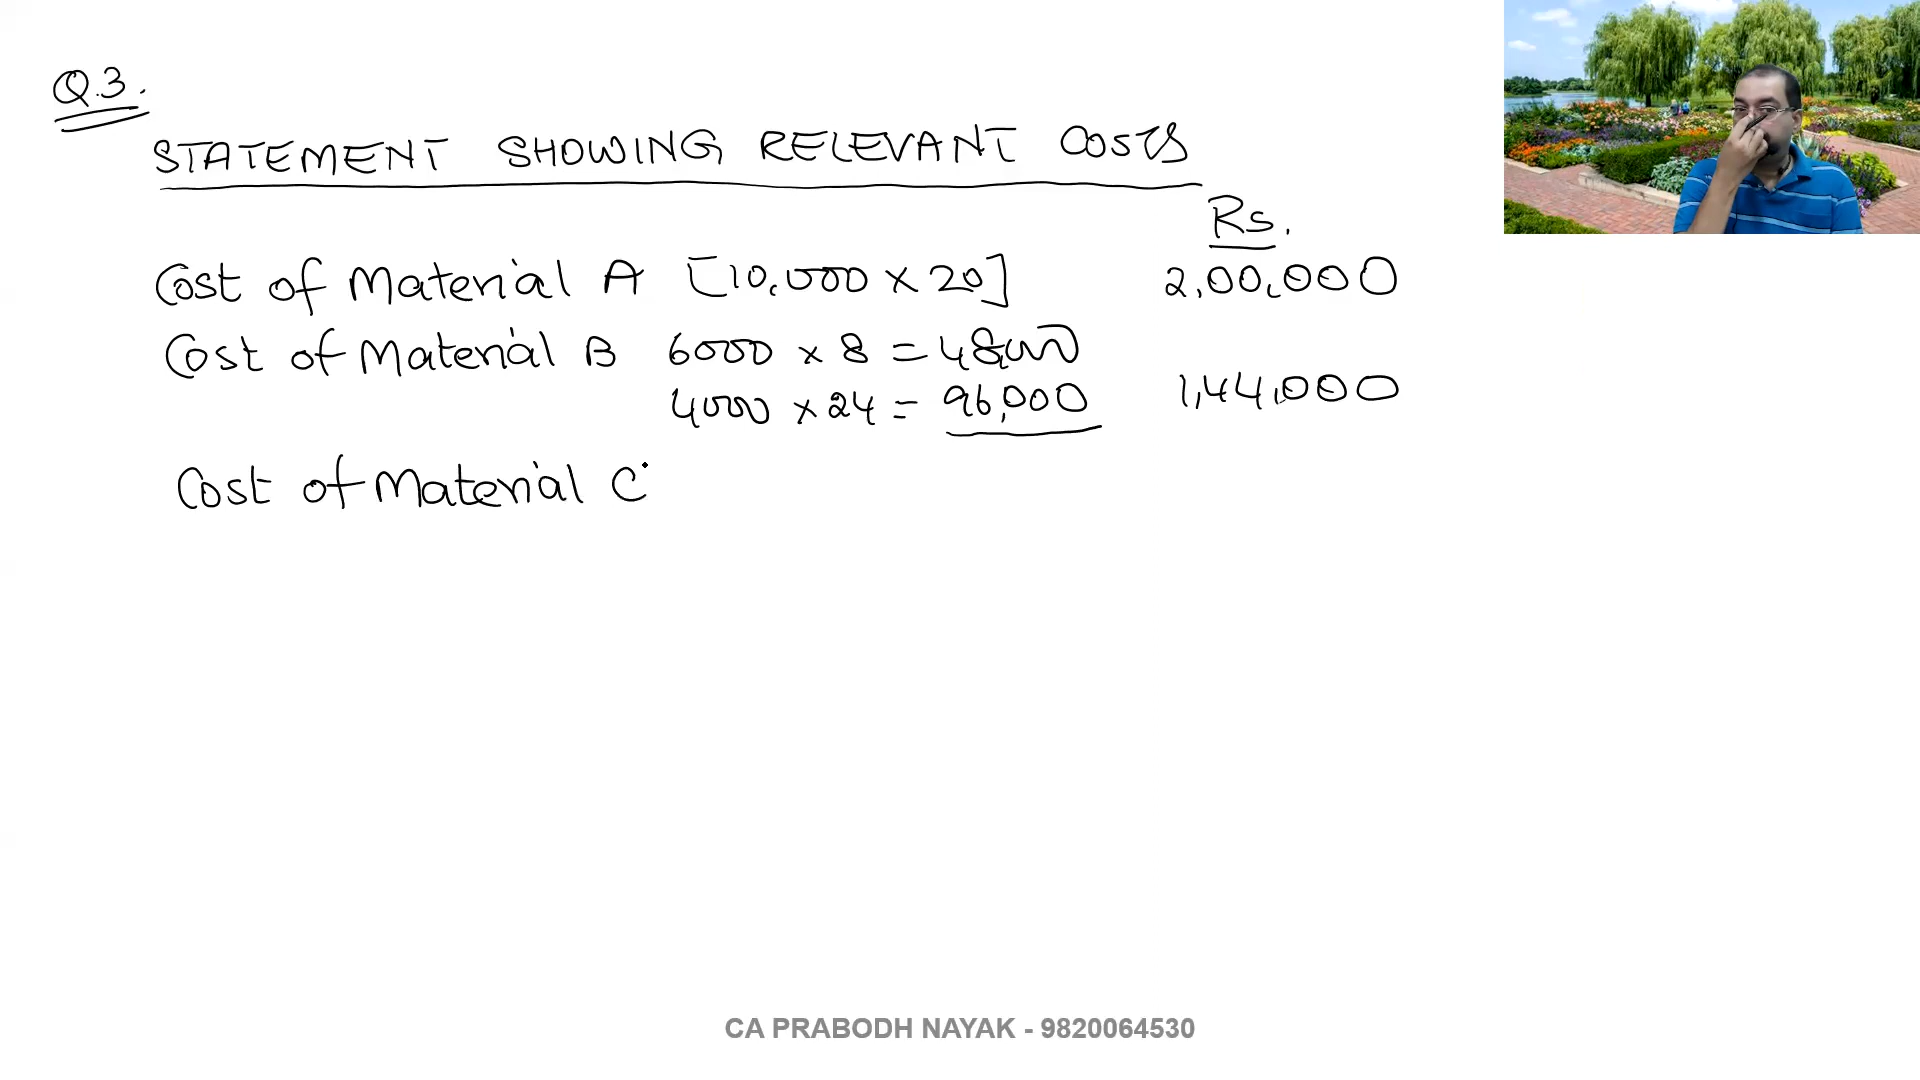 Q.3.
STATEMENT SHOWING RELEVANT COSTS
Rs.
Cost of Material A [10,000 x 20] 2,00,000
Cost of Material B 6000 x 8 = 48,000
4000 x 24 = 96,000 1,44,000
Cost of Material C
CA PRABODH NAYAK - 9820064530